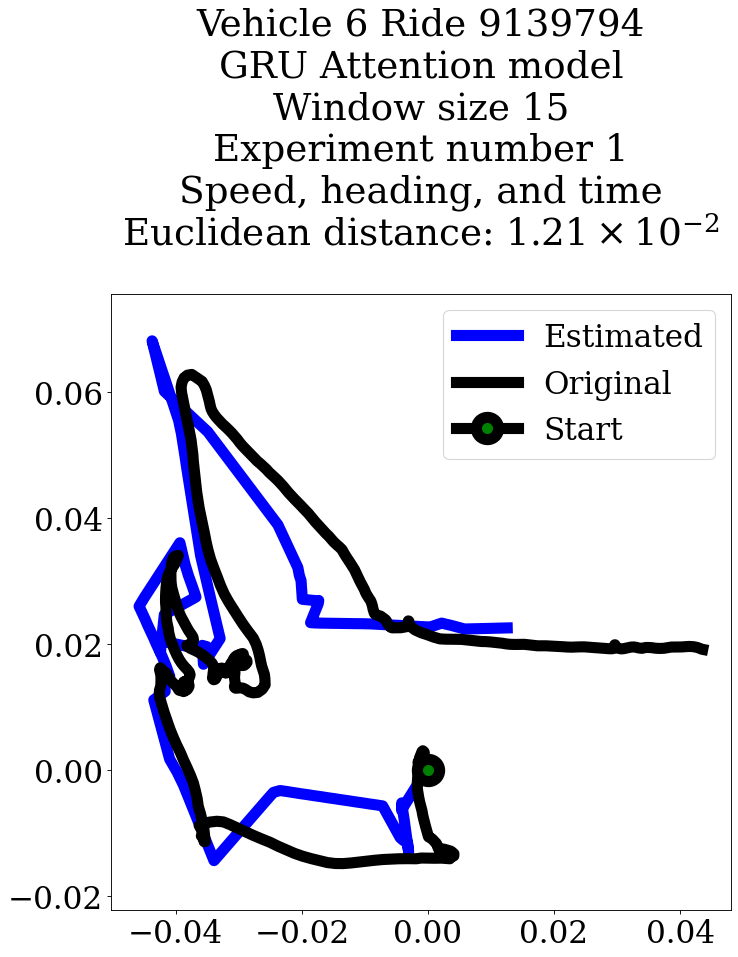 Vehicle 6 Ride 9139794
GRU Attention model
Window size 15
Experiment number 1
Speed, heading, and time
Euclidean distance: 1.21 × 10⁻²
Estimated
Original
Start
0.06
0.04
0.02
0.00
−0.02
−0.04 −0.02 0.00 0.02 0.04